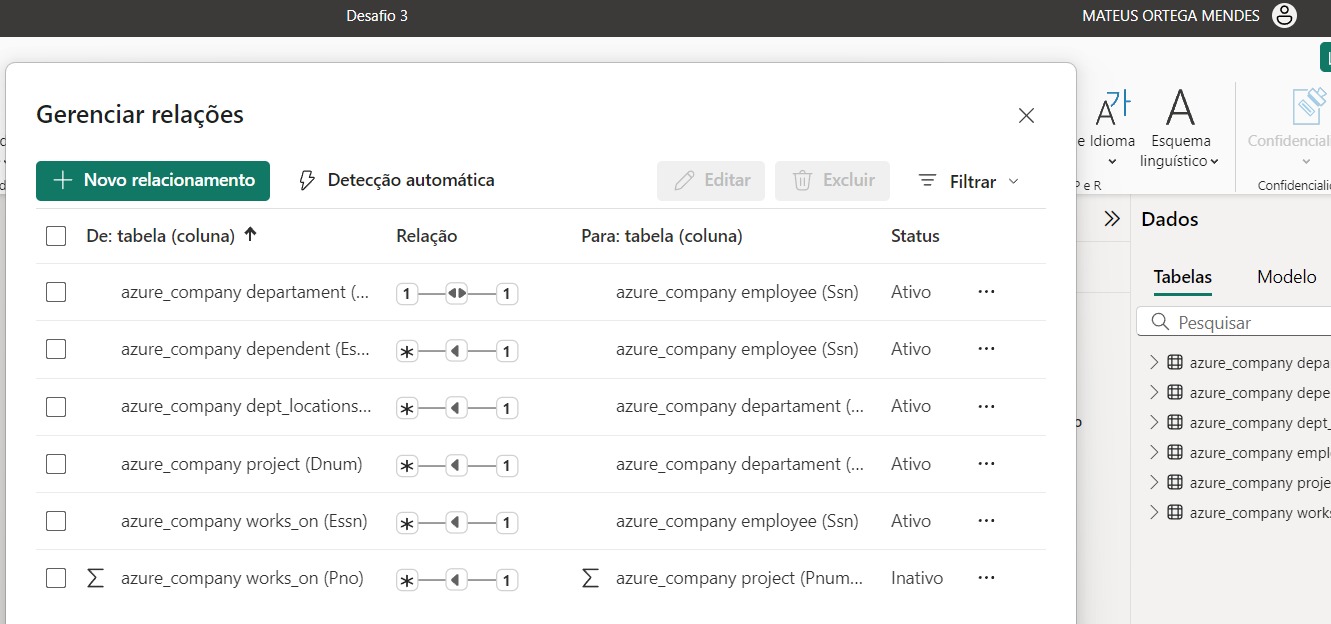 Desafio 3
MATEUS ORTEGA MENDES
Gerenciar relações
Novo relacionamento
Detecção automática
Editar
Excluir
Filtrar
De: tabela (coluna)
Relação
Para: tabela (coluna)
Status
azure_company departament (...
1
1
azure_company employee (Ssn)
Ativo
azure_company dependent (Es...
*
1
azure_company employee (Ssn)
Ativo
azure_company dept_locations...
*
1
azure_company departament (...
Ativo
azure_company project (Dnum)
*
1
azure_company departament (...
Ativo
azure_company works_on (Essn)
*
1
azure_company employee (Ssn)
Ativo
Σ azure_company works_on (Pno)
*
1
Σ azure_company project (Pnum...
Inativo
e Idioma
Esquema
linguístico
Confidencial
P e R
Confidencialid
Dados
Tabelas
Modelo
Pesquisar
azure_company depa
azure_company depe
azure_company dept_
azure_company empl
azure_company proje
azure_company works